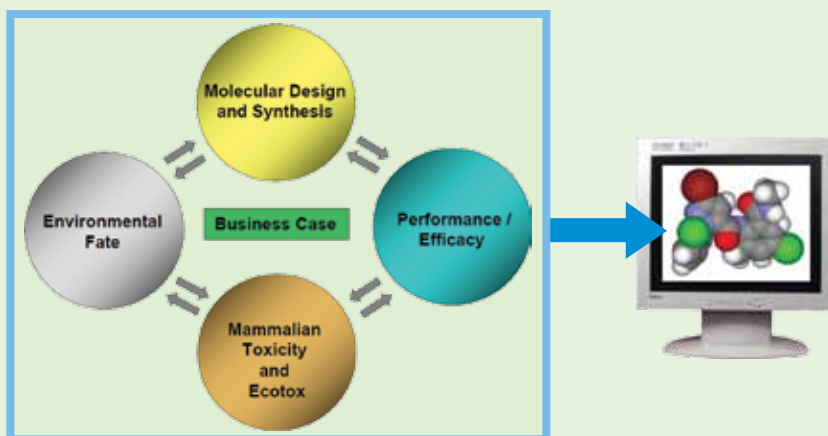 Molecular Design
and Synthesis
Environmental
Fate
Business Case
Performance /
Efficacy
Mammalian
Toxicity
and
Ecotox